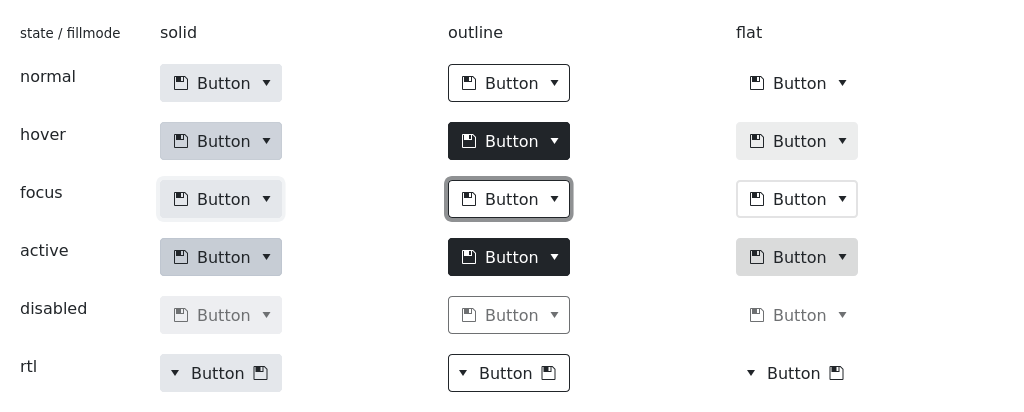 state / fillmode solid outline flat
normal Button Button Button
hover Button Button Button
focus Button Button Button
active Button Button Button
disabled Button Button Button
rtl Button Button Button